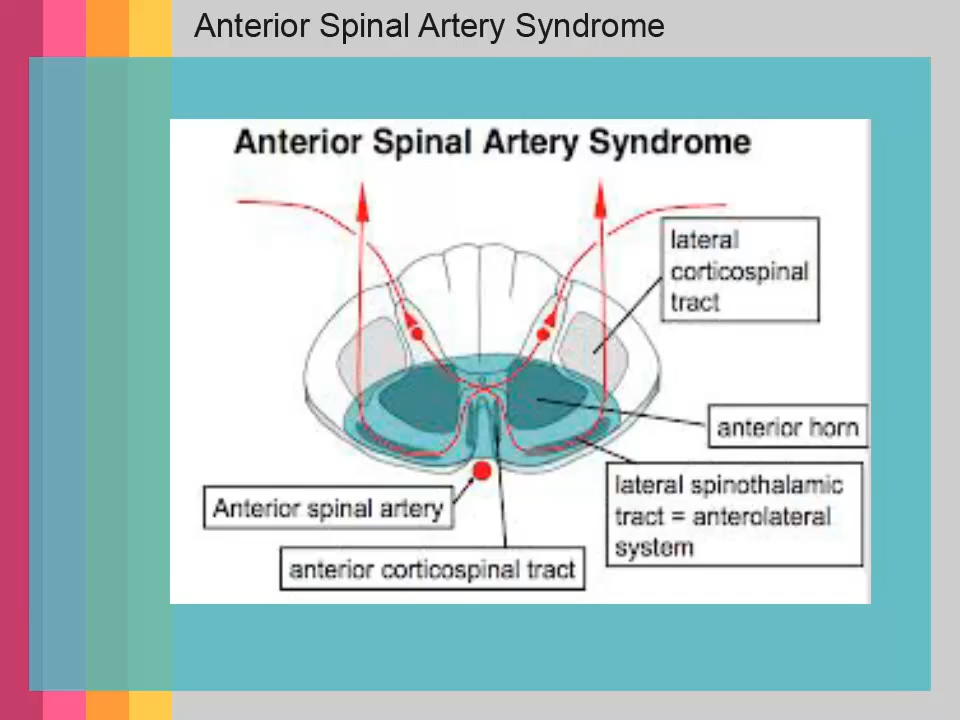 Anterior Spinal Artery Syndrome
Anterior Spinal Artery Syndrome
lateral
corticospinal
tract
anterior horn
lateral spinothalamic
tract = anterolateral
system
Anterior spinal artery
anterior corticospinal tract